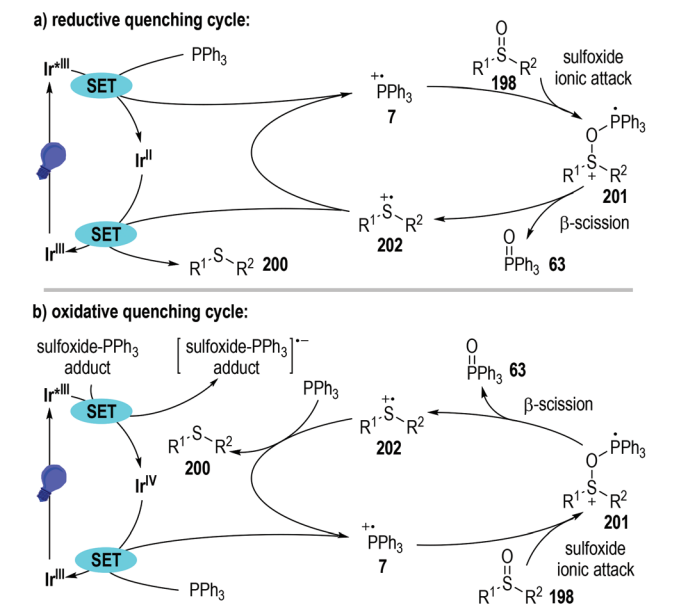 a) reductive quenching cycle:
Ir*III
SET
PPh3
IrII
SET
IrIII
R1 S R2 200
+•
PPh3
7
O
R1 S R2
198
sulfoxide
ionic attack
•
PPh3
O
R1 S R2
+
201
+•
R1 S R2
202
β-scission
O
PPh3 63
b) oxidative quenching cycle:
sulfoxide-PPh3
adduct
[ sulfoxide-PPh3 ]•−
adduct
Ir*III
SET
PPh3
R1 S R2
200
IrIV
SET
IrIII
PPh3
+•
R1 S R2
202
O
PPh3 63
β-scission
•
PPh3
O
R1 S R2
+
201
+•
PPh3
7
sulfoxide
ionic attack
O
R1 S R2 198